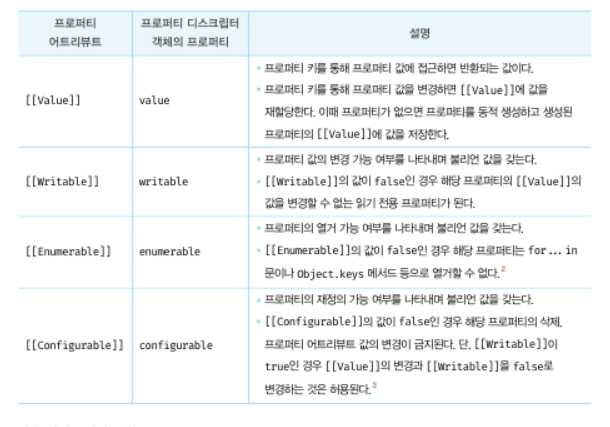 프로퍼티 어트리뷰트
프로퍼티 디스크립터 객체의 프로퍼티
설명
[[Value]]
value
• 프로퍼티 키를 통해 프로퍼티 값에 접근하면 반환되는 값이다.
• 프로퍼티 키를 통해 프로퍼티 값을 변경하면 [[Value]]에 값을
재할당한다. 이때 프로퍼티가 없으면 프로퍼티를 동적 생성하고 생성된
프로퍼티의 [[Value]]에 값을 저장한다.
[[Writable]]
writable
• 프로퍼티 값의 변경 가능 여부를 나타내며 불리언 값을 갖는다.
• [[Writable]]의 값이 false인 경우 해당 프로퍼티의 [[Value]]의
값을 변경할 수 없는 읽기 전용 프로퍼티가 된다.
[[Enumerable]]
enumerable
• 프로퍼티의 열거 가능 여부를 나타내며 불리언 값을 갖는다.
• [[Enumerable]]의 값이 false인 경우 해당 프로퍼티는 for...in
문이나 Object.keys 메서드 등으로 열거할 수 없다.2
[[Configurable]]
configurable
• 프로퍼티의 재정의 가능 여부를 나타내며 불리언 값을 갖는다.
• [[Configurable]]의 값이 false인 경우 해당 프로퍼티의 삭제,
프로퍼티 어트리뷰트 값의 변경이 금지된다. 단, [[Writable]]이
true인 경우 [[Value]]의 변경과 [[Writable]]을 false로
변경하는 것은 허용된다.3